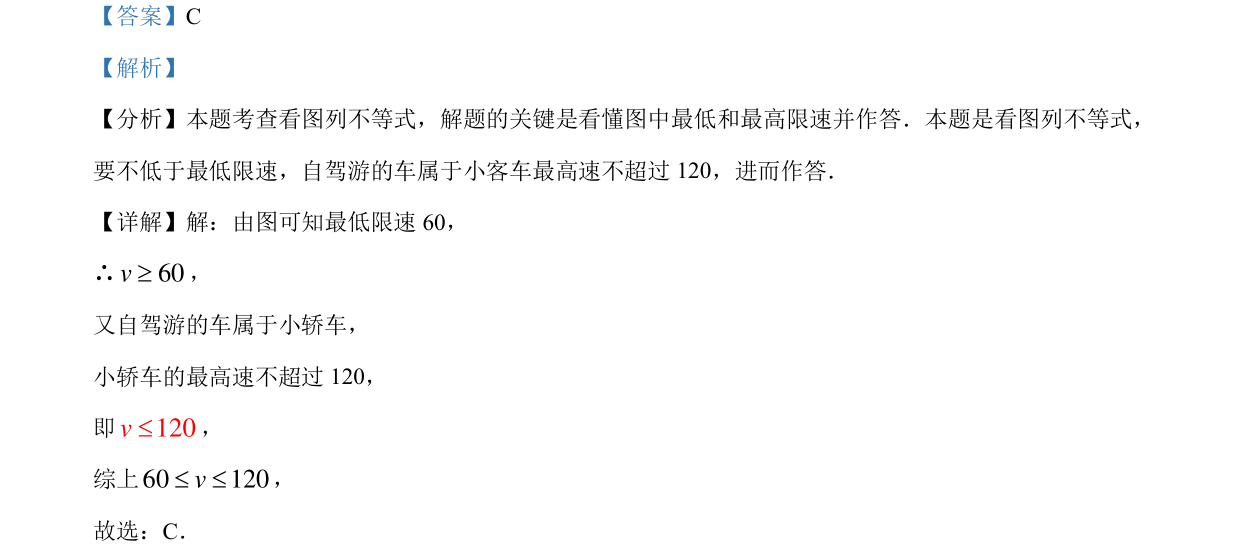 【答案】C
【解析】
【分析】本题考查看图列不等式，解题的关键是看懂图中最低和最高限速并作答．本题是看图列不等式，
要不低于最低限速，自驾游的车属于小客车最高速不超过 120，进而作答．
【详解】解：由图可知最低限速 60，
∴ v ≥ 60，
又自驾游的车属于小轿车，
小轿车的最高速不超过 120，
即 v ≤120，
综上 60 ≤ v ≤120，
故选：C．